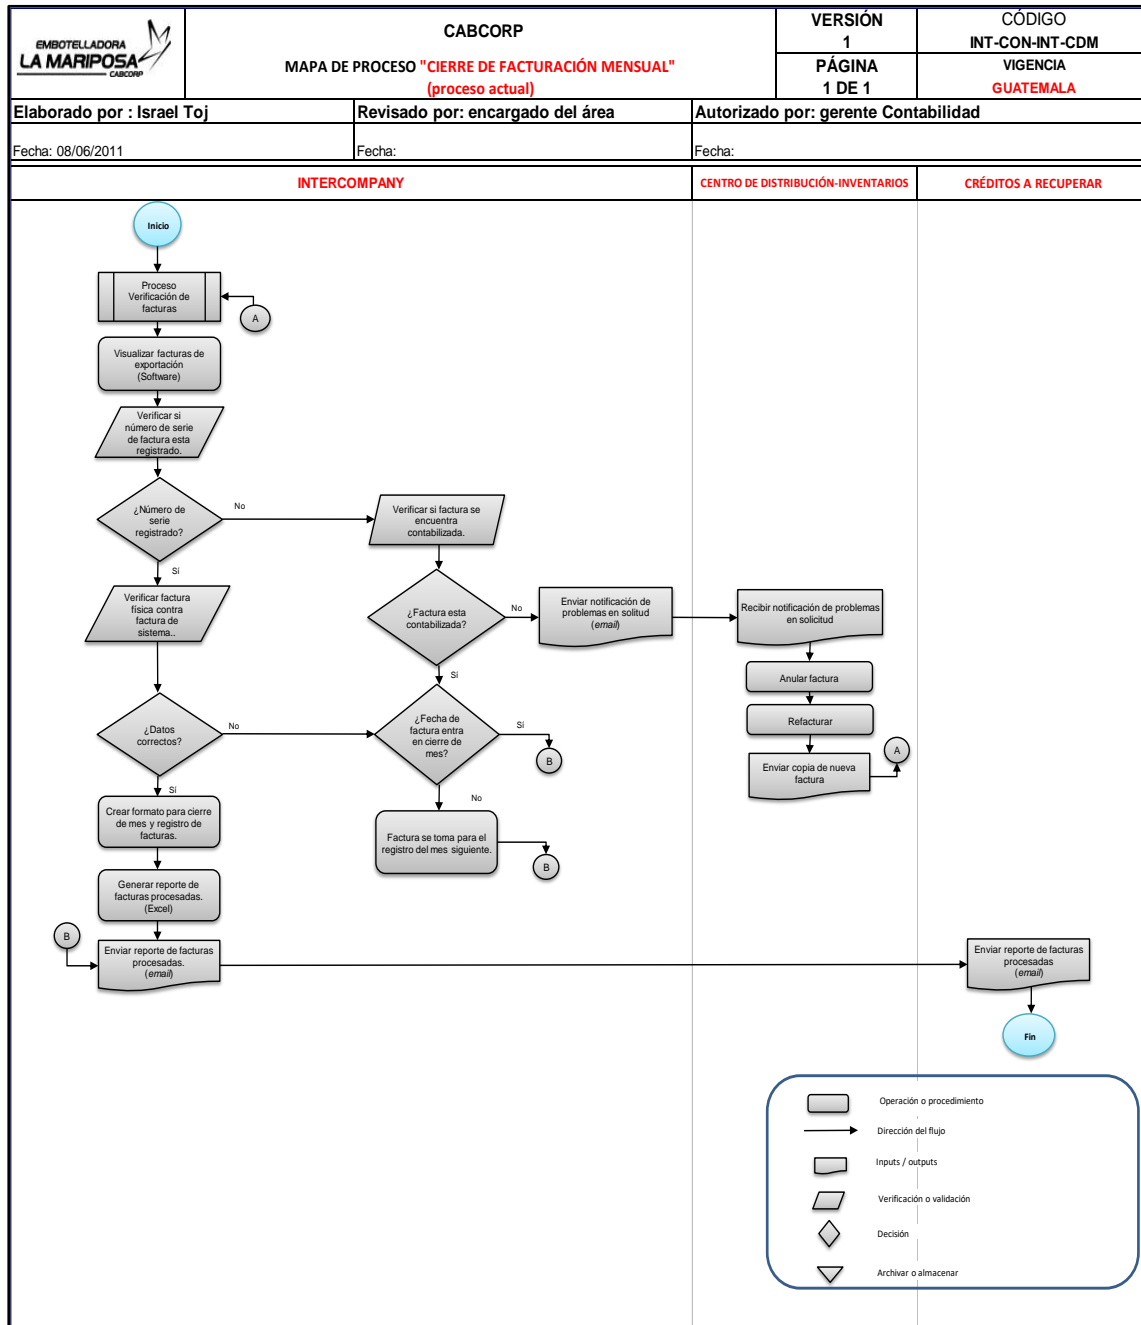 EMBOTELLADORA
LA MARIPOSA
CABCORP
CABCORP
MAPA DE PROCESO "CIERRE DE FACTURACIÓN MENSUAL"
(proceso actual)
VERSIÓN
1
PÁGINA
1 DE 1
CÓDIGO
INT-CON-INT-CDM
VIGENCIA
GUATEMALA
Elaborado por : Israel Toj
Revisado por: encargado del área
Autorizado por: gerente Contabilidad
Fecha: 08/06/2011
Fecha:
Fecha:
INTERCOMPANY
CENTRO DE DISTRIBUCIÓN-INVENTARIOS
CRÉDITOS A RECUPERAR
Inicio
Proceso
Verificación de
facturas
A
Visualizar facturas de
exportación
(Software)
Verificar si
número de serie
de factura esta
registrado.
¿Número de
serie
registrado?
No
Sí
Verificar si factura se
encuentra
contabilizada.
Verificar factura
física contra
factura de
sistema..
¿Factura esta
contabilizada?
No
Sí
Enviar notificación de
problemas en solitud
(email)
Recibir notificación de problemas
en solicitud
Anular factura
Refacturar
Enviar copia de nueva
factura
A
¿Datos
correctos?
No
Sí
¿Fecha de
factura entra
en cierre de
mes?
Sí
B
No
Crear formato para cierre
de mes y registro de
facturas.
Factura se toma para el
registro del mes siguiente.
B
Generar reporte de
facturas procesadas.
(Excel)
B
Enviar reporte de facturas
procesadas.
(email)
Enviar reporte de facturas
procesadas
(email)
Fin
Operación o procedimiento
Dirección del flujo
Inputs / outputs
Verificación o validación
Decisión
Archivar o almacenar